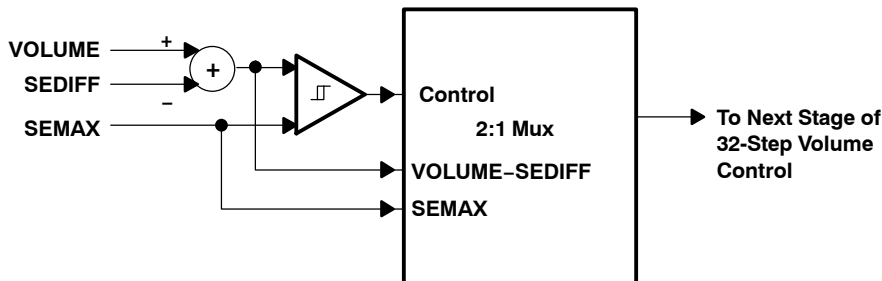 VOLUME
+
SEDIFF
−
+
SEMAX
Control
2:1 Mux
VOLUME−SEDIFF
SEMAX
To Next Stage of
32-Step Volume
Control